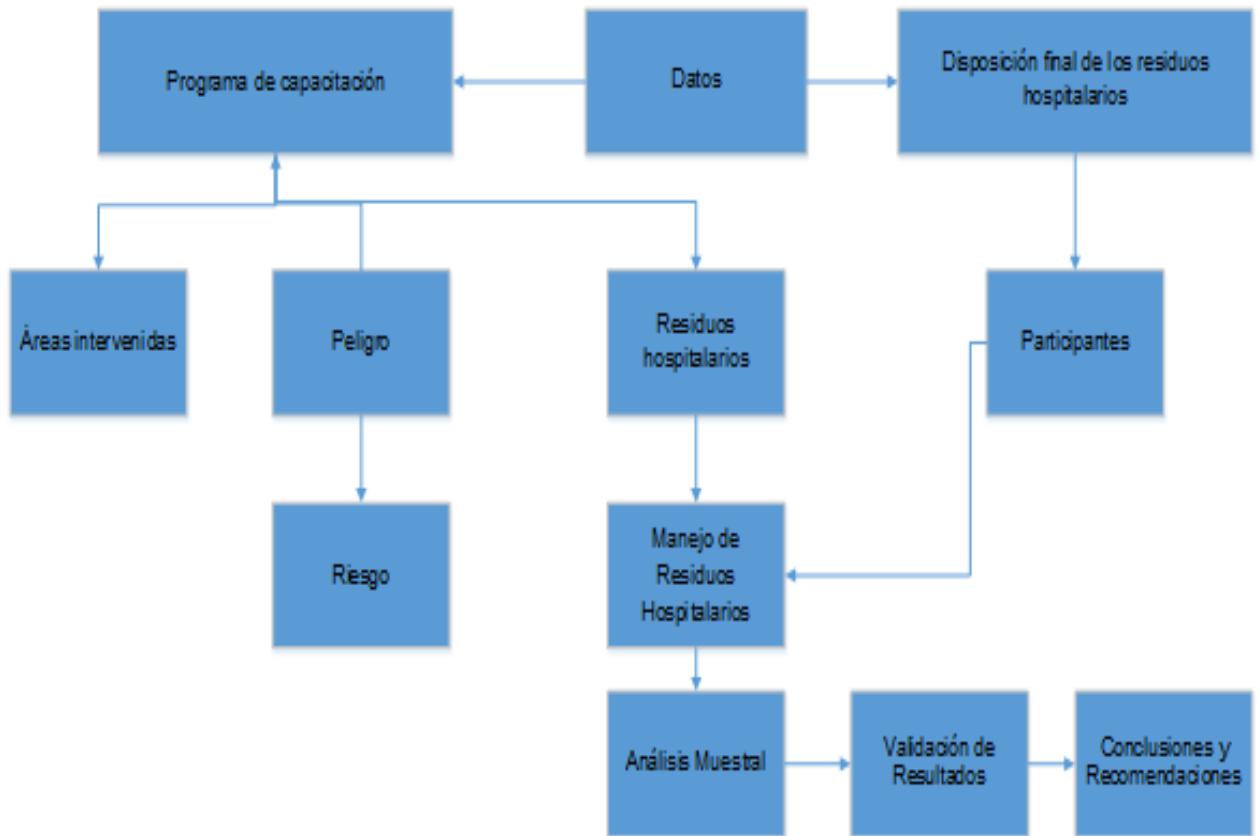 Programa de capacitación
Datos
Disposición final de los residuos
hospitalarios
Áreas intervenidas
Peligro
Residuos
hospitalarios
Participantes
Riesgo
Manejo de
Residuos
Hospitalarios
Análisis Muestral
Validación de
Resultados
Conclusiones y
Recomendaciones